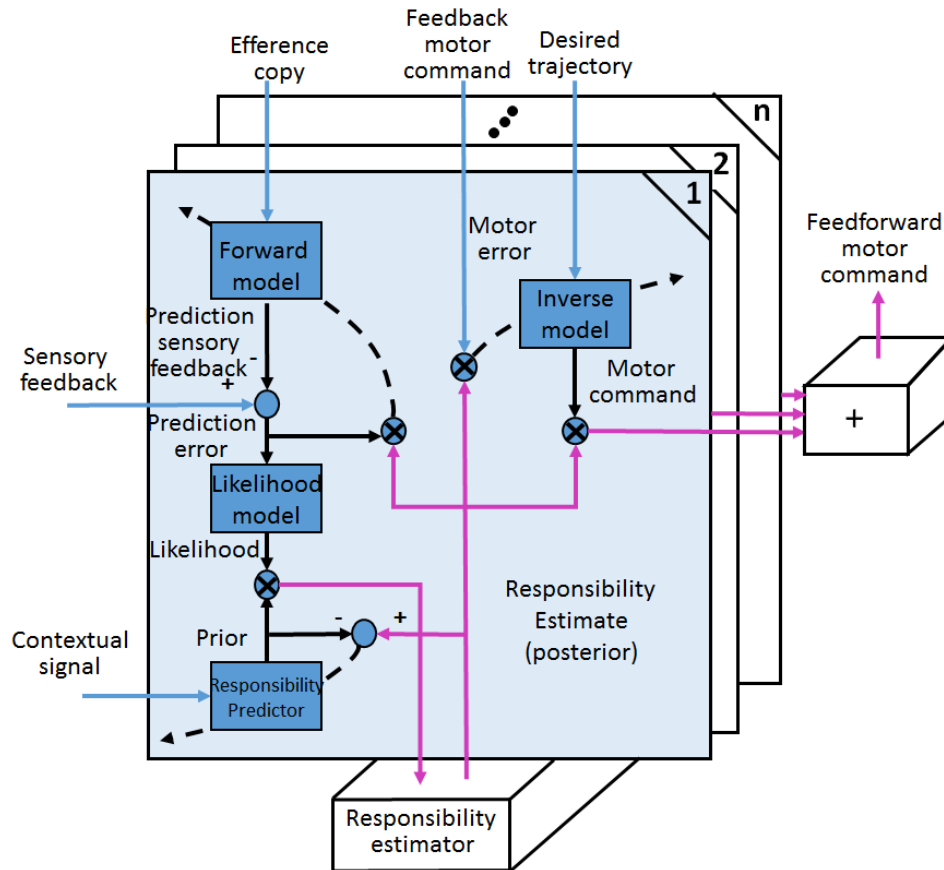 Efference
copy
Feedback
motor
command
Desired
trajectory
n
2
1
Feedforward
motor
command
Forward
model
Motor
error
Inverse
model
Prediction
sensory
feedback
-
+
Sensory
feedback
Motor
command
+
Prediction
error
Likelihood
model
Likelihood
Responsibility
Estimate
(posterior)
-
+
Prior
Contextual
signal
Responsibility
Predictor
Responsibility
estimator